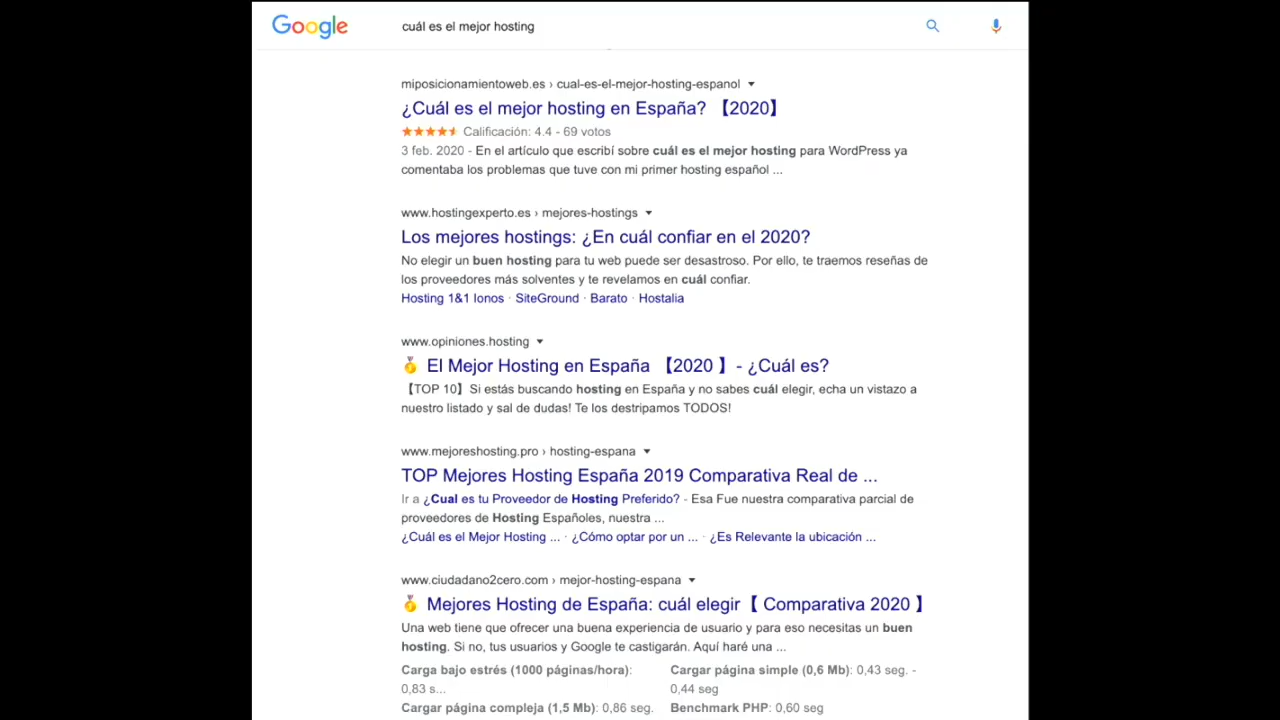 Google
cuál es el mejor hosting
miposicionamientoweb.es › cual-es-el-mejor-hosting-espanol
¿Cuál es el mejor hosting en España? 【2020】
Calificación: 4.4 - 69 votos
3 feb. 2020 - En el artículo que escribí sobre cuál es el mejor hosting para WordPress ya
comentaba los problemas que tuve con mi primer hosting español ...
www.hostingexperto.es › mejores-hostings
Los mejores hostings: ¿En cuál confiar en el 2020?
No elegir un buen hosting para tu web puede ser desastroso. Por ello, te traemos reseñas de
los proveedores más solventes y te revelamos en cuál confiar.
Hosting 1&1 Ionos · SiteGround · Barato · Hostalia
www.opiniones.hosting
🥇 El Mejor Hosting en España 【2020 】 - ¿Cuál es?
【TOP 10】Si estás buscando hosting en España y no sabes cuál elegir, echa un vistazo a
nuestro listado y sal de dudas! Te los destripamos TODOS!
www.mejoreshosting.pro › hosting-espana
TOP Mejores Hosting España 2019 Comparativa Real de ...
Ir a ¿Cual es tu Proveedor de Hosting Preferido? - Esa Fue nuestra comparativa parcial de
proveedores de Hosting Españoles, nuestra ...
¿Cuál es el Mejor Hosting ... · ¿Cómo optar por un ... · ¿Es Relevante la ubicación ...
www.ciudadano2cero.com › mejor-hosting-espana
🥇 Mejores Hosting de España: cuál elegir【 Comparativa 2020 】
Una web tiene que ofrecer una buena experiencia de usuario y para eso necesitas un buen
hosting. Si no, tus usuarios y Google te castigarán. Aquí haré una ...
Carga bajo estrés (1000 páginas/hora):
0,83 s...
Cargar página simple (0,6 Mb): 0,43 seg. -
0,44 seg
Cargar página compleja (1,5 Mb): 0,86 seg.
Benchmark PHP: 0,60 seg